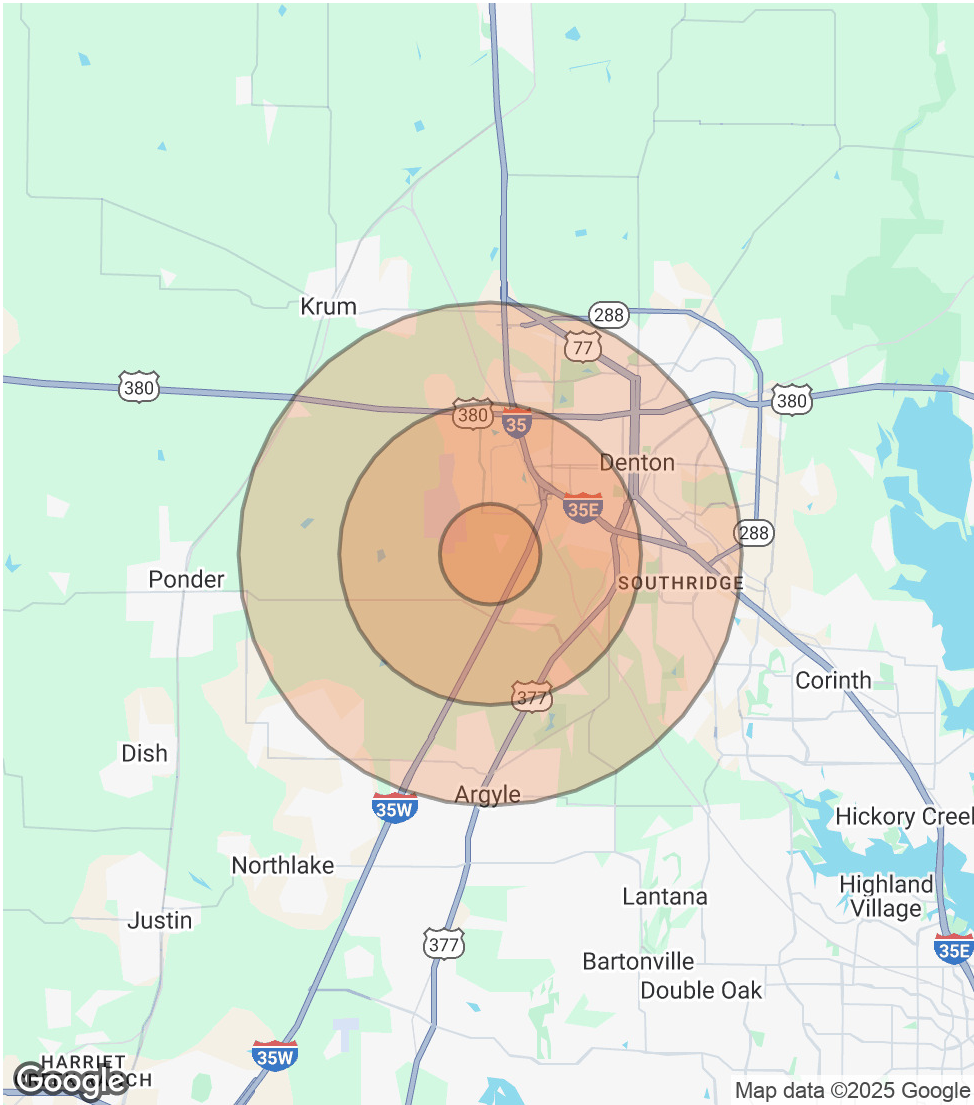 Krum
288
77
380
380
380
35
Denton
35E
288
Ponder
SOUTHRIDGE
Corinth
377
Dish
Argyle
35W
Hickory Creek
Northlake
Highland
Village
Lantana
Justin
377
35E
Bartonville
Double Oak
35W
HARRIET
Google
Map data ©2025 Google